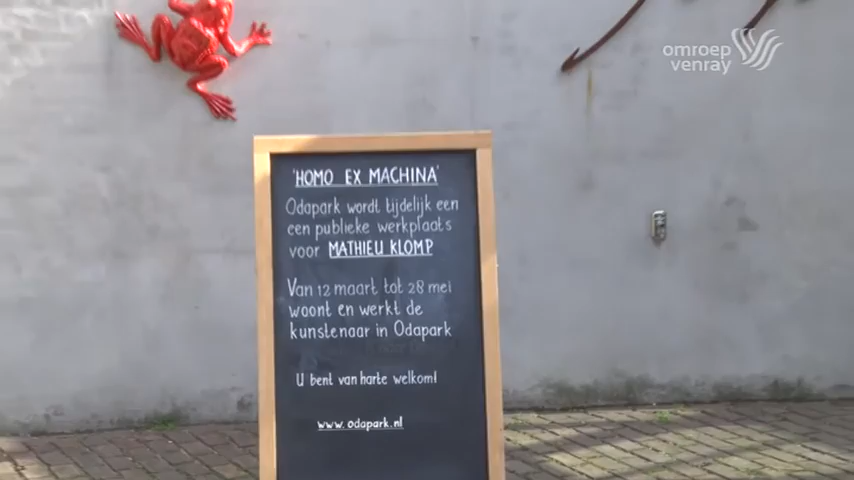 omroep
venray
'HOMO EX MACHINA'
Odapark wordt tijdelijk een
een publieke werkplaats
voor MATHIEU KLOMP
Van 12 maart tot 28 mei
woont en werkt de
kunstenaar in Odapark
U bent van harte welkom!
www.odapark.nl